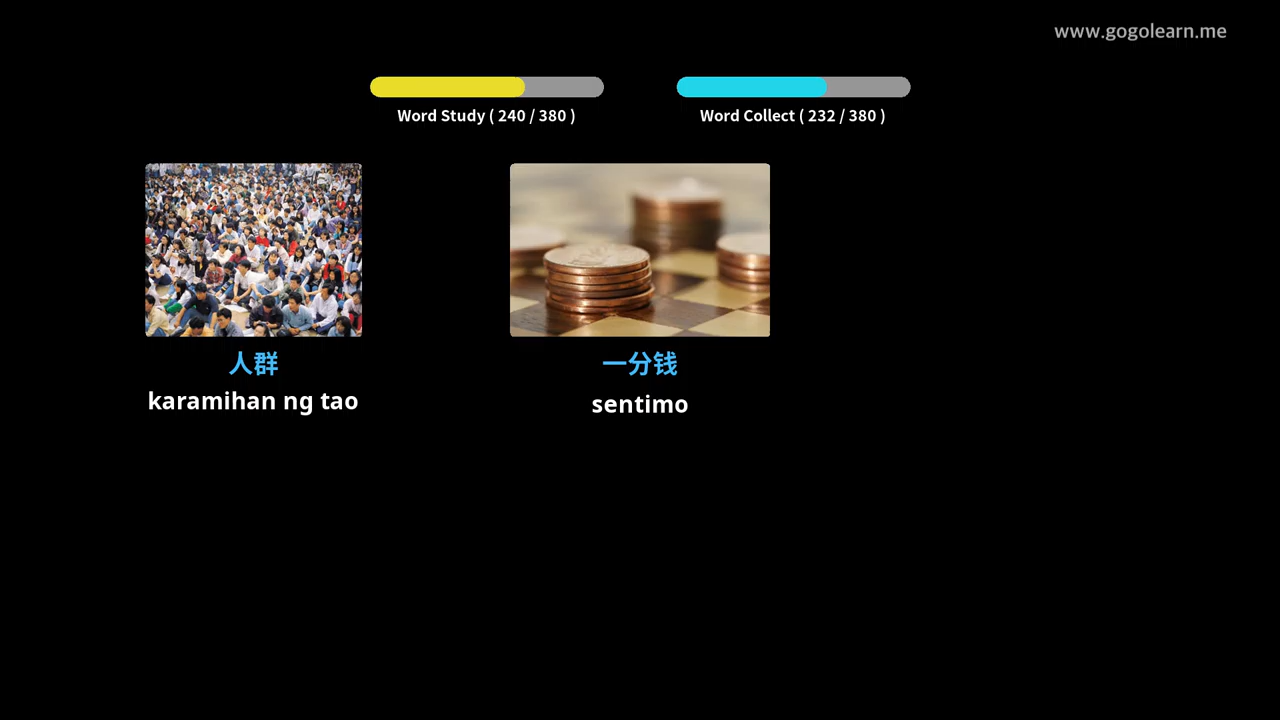 www.gogolearn.me
Word Study ( 240 / 380 )
Word Collect ( 232 / 380 )
人群
karamihan ng tao
一分钱
sentimo